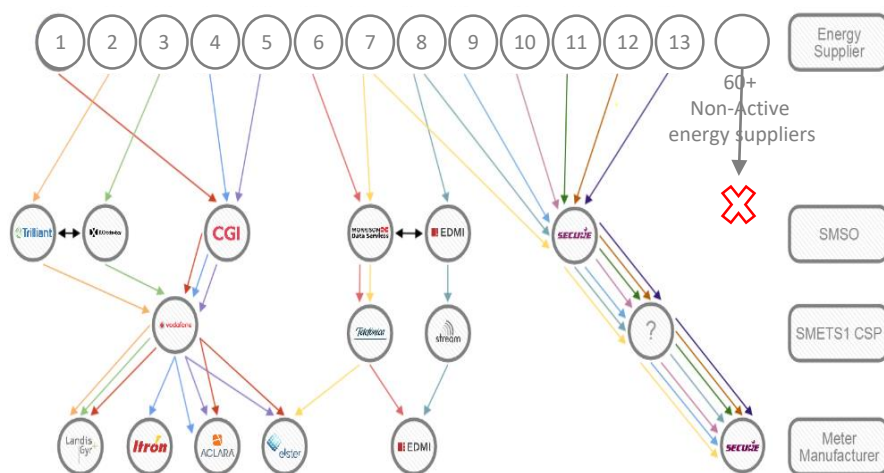 1 2 3 4 5 6 7 8 9 10 11 12 13
Energy
Supplier
60+
Non-Active
energy suppliers
Trilliant
CGI
MORRISON
Data Services
EDMI
SECURE
SMSO
vodafone
Telefonica
stream
?
SMETS1 CSP
Landis
Gyr+
Itron
ACLARA
elster
EDMI
SECURE
Meter
Manufacturer